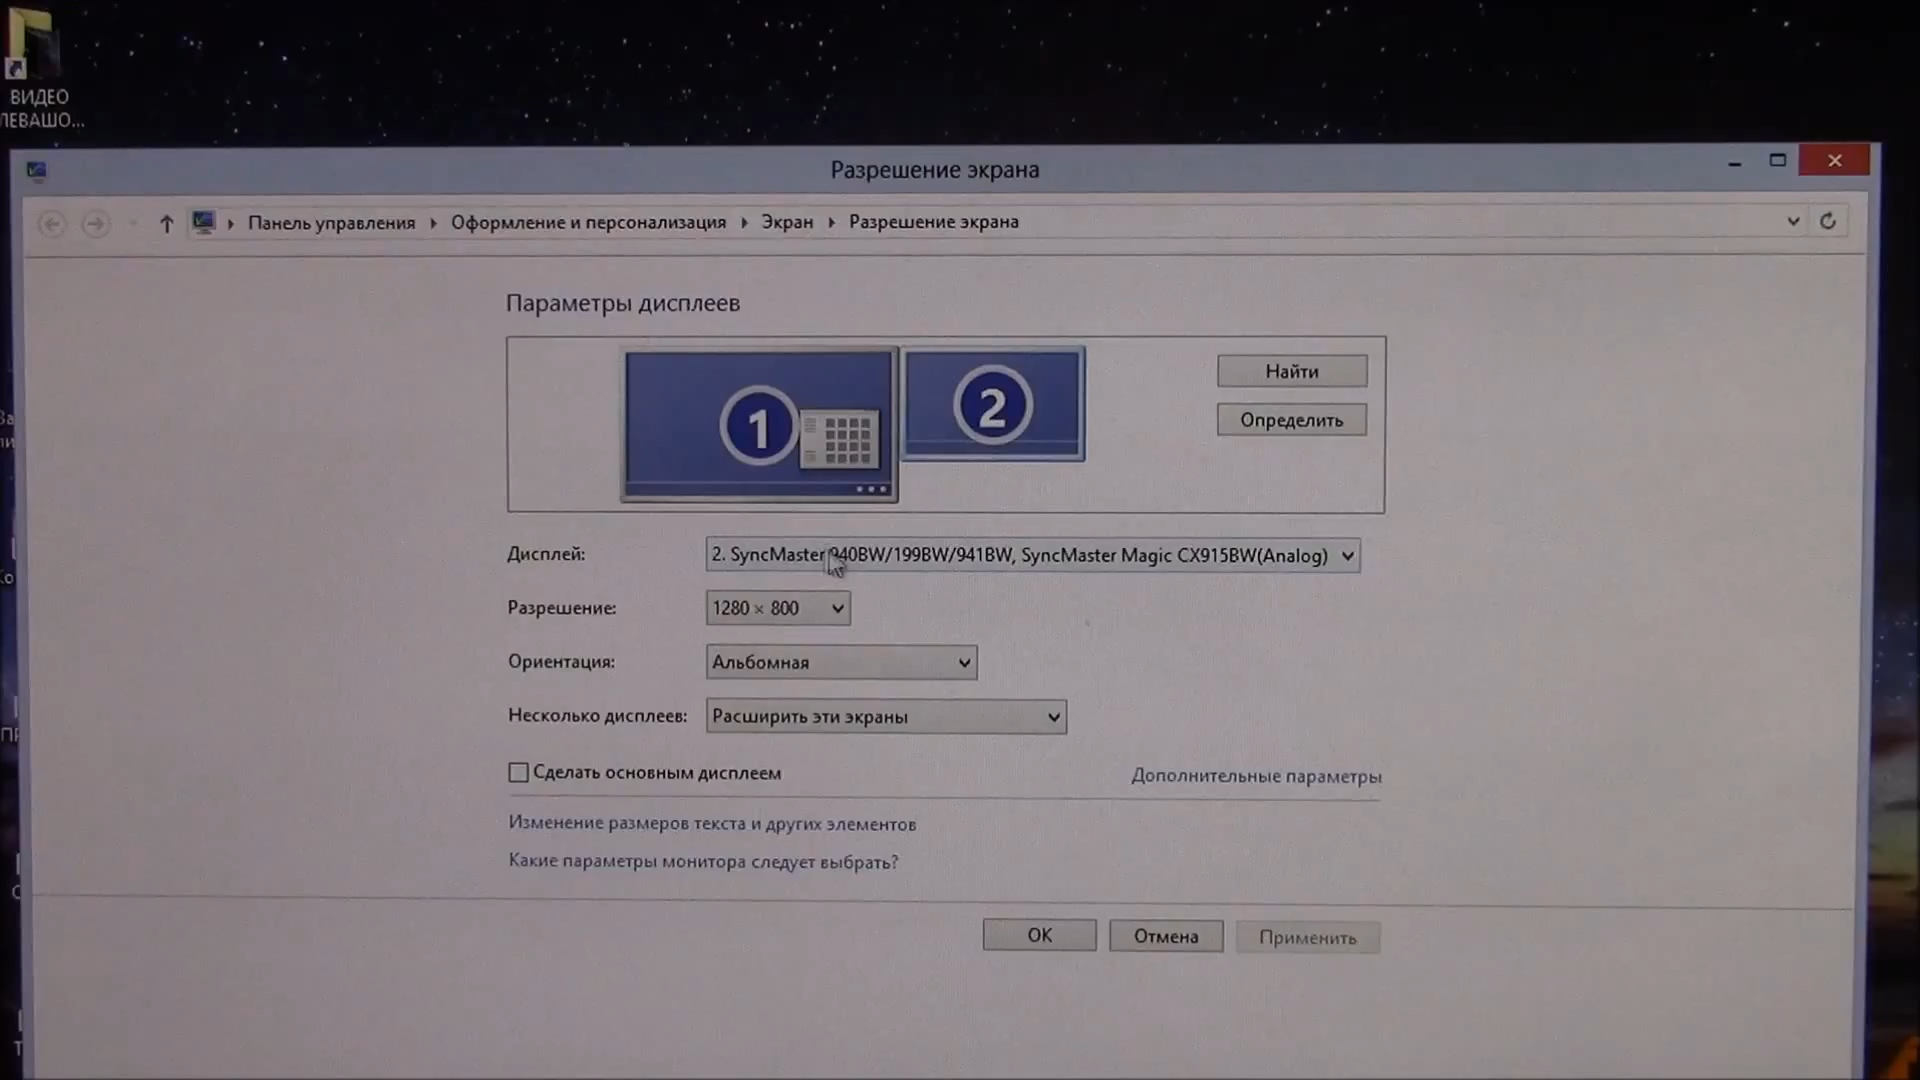 ВИДЕО
ЛЕВАШО...
Разрешение экрана
Панель управления
Оформление и персонализация
Экран
Разрешение экрана
Параметры дисплеев
1
2
Найти
Определить
Дисплей:
2. SyncMaster 940BW/199BW/941BW, SyncMaster Magic CX915BW(Analog)
Разрешение:
1280 × 800
Ориентация:
Альбомная
Несколько дисплеев:
Расширить эти экраны
Сделать основным дисплеем
Дополнительные параметры
Изменение размеров текста и других элементов
Какие параметры монитора следует выбрать?
ОК
Отмена
Применить